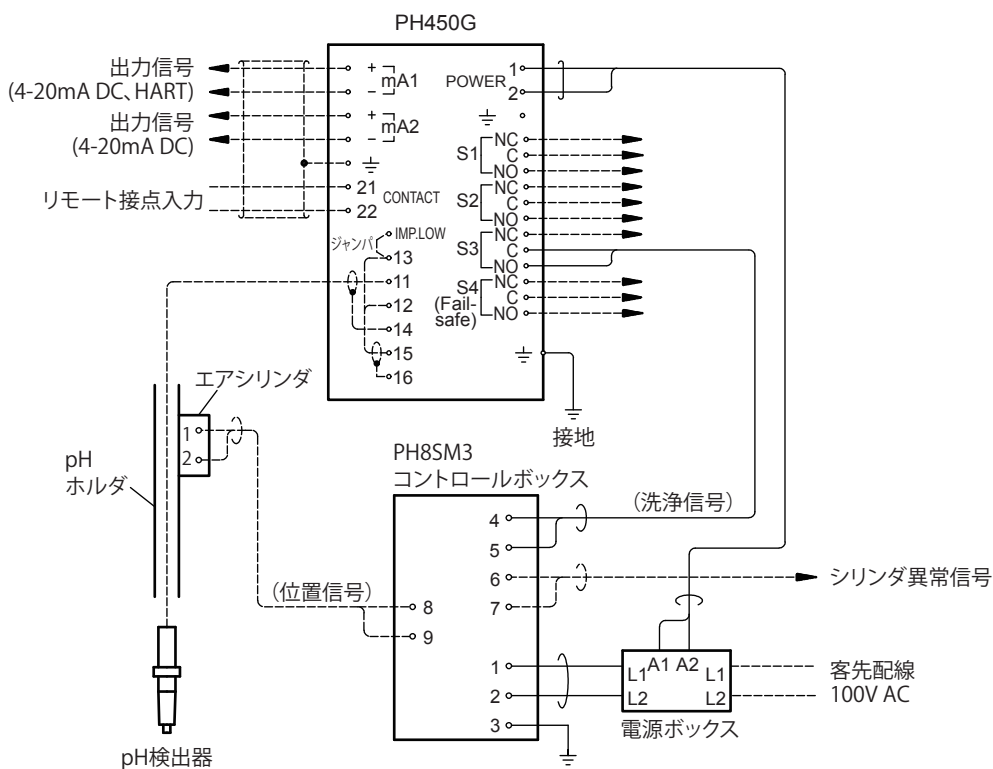 PH450G
出力信号
(4-20mA DC、HART)
出力信号
(4-20mA DC)
リモート接点入力
+
-
mA1
+
-
mA2
21
22
CONTACT
IMP.LOW
ジャンパ
13
11
12
14
15
16
POWER
1
2
S1
NC
C
NO
S2
NC
C
NO
S3
NC
C
NO
S4
(Fail-
safe)
NC
C
NO
接地
エアシリンダ
1
2
pH
ホルダ
pH検出器
(位置信号)
PH8SM3
コントロールボックス
4
5
6
7
8
9
1
2
3
(洗浄信号)
シリンダ異常信号
L1 A1 A2 L1
L2 L2
電源ボックス
客先配線
100V AC